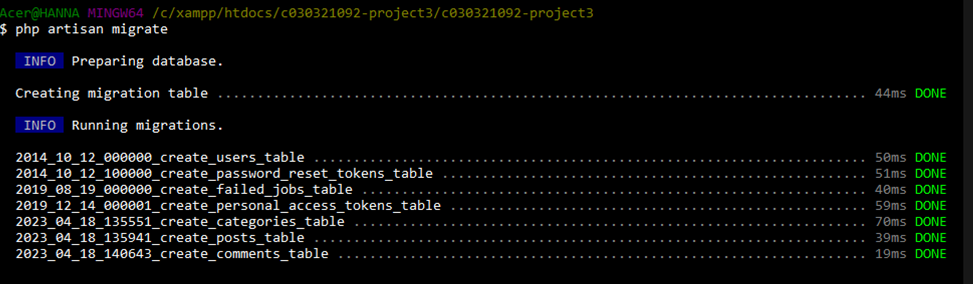 Acer@HANNA MINGW64 /c/xampp/htdocs/c030321092-project3/c030321092-project3
$ php artisan migrate
INFO Preparing database.
Creating migration table ................................................................................. 44ms DONE
INFO Running migrations.
2014_10_12_000000_create_users_table ..................................................................... 50ms DONE
2014_10_12_100000_create_password_reset_tokens_table ..................................................... 51ms DONE
2019_08_19_000000_create_failed_jobs_table ............................................................... 40ms DONE
2019_12_14_000001_create_personal_access_tokens_table .................................................... 59ms DONE
2023_04_18_135551_create_categories_table ................................................................ 70ms DONE
2023_04_18_135941_create_posts_table ..................................................................... 39ms DONE
2023_04_18_140643_create_comments_table .................................................................. 19ms DONE